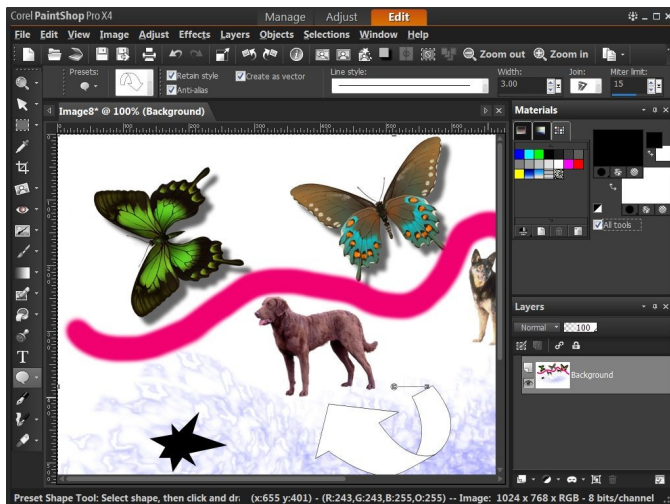 Corel PaintShop Pro X4
Manage Adjust Edit
File Edit View Image Adjust Effects Layers Objects Selections Window Help
Zoom out Zoom in
Presets:
Retain style
Anti-alias
Create as vector
Line style:
Width:
3.00
Join:
Miter limit:
15
Image8* @ 100% (Background)
Materials
All tools
Layers
Normal 100
Background
T
Preset Shape Tool: Select shape, then click and dr: (x:655 y:401) - (R:243,G:243,B:255,O:255) -- Image: 1024 x 768 x RGB - 8 bits/channel